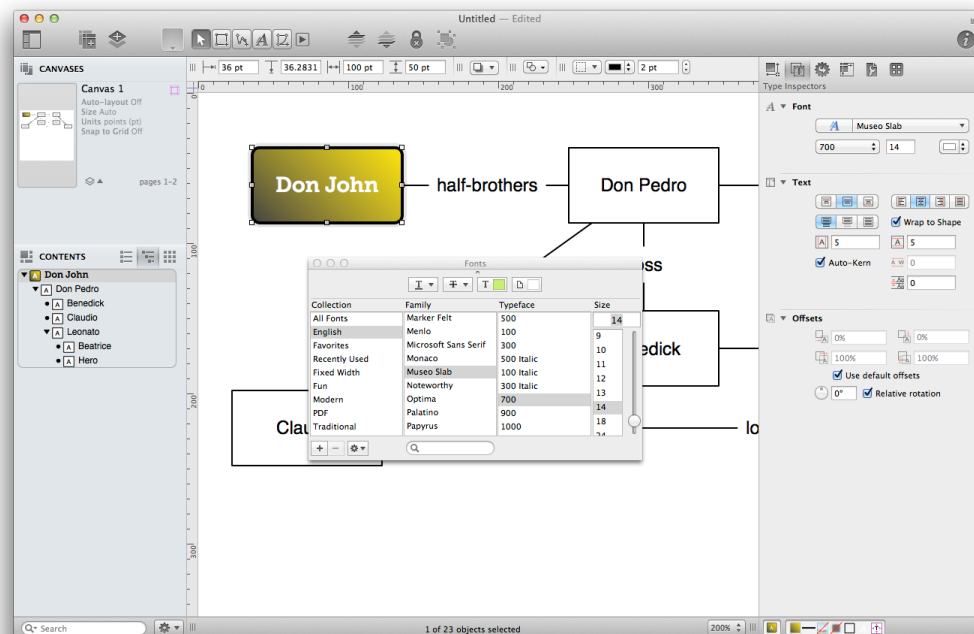 Untitled — Edited
CANVASES
36 pt
36.2831
100 pt
50 pt
2 pt
Type Inspectors
Canvas 1
Auto-layout Off
Size Auto
Units points (pt)
Snap to Grid Off
pages 1-2
0
100
200
300
0
100
200
300
Font
Museo Slab
700
14
Text
Wrap to Shape
5
5
Auto-Kern
0
0
Offsets
0%
0%
100%
100%
Use default offsets
0°
Relative rotation
CONTENTS
Don John
Don Pedro
Benedick
Claudio
Leonato
Beatrice
Hero
Don John
half-brothers
Don Pedro
oss
edick
Clau
lo
Fonts
Collection
Family
Typeface
Size
All Fonts
Marker Felt
500
14
English
Menlo
100
9
Favorites
Microsoft Sans Serif
300
10
Recently Used
Monaco
500 Italic
11
Fixed Width
Museo Slab
100 Italic
12
Fun
Noteworthy
300 Italic
13
Modern
Optima
700
14
PDF
Palatino
900
18
Traditional
Papyrus
1000
24
Search
1 of 23 objects selected
200%